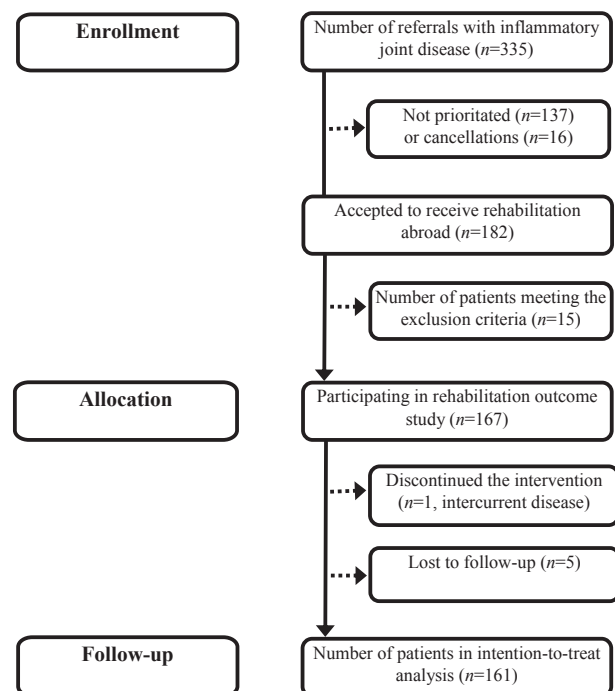 Enrollment
Number of referrals with inflammatory
joint disease (n=335)
Not prioritated (n=137)
or cancellations (n=16)
Accepted to receive rehabilitation
abroad (n=182)
Number of patients meeting the
exclusion criteria (n=15)
Allocation
Participating in rehabilitation outcome
study (n=167)
Discontinued the intervention
(n=1, intercurrent disease)
Lost to follow-up (n=5)
Follow-up
Number of patients in intention-to-treat
analysis (n=161)